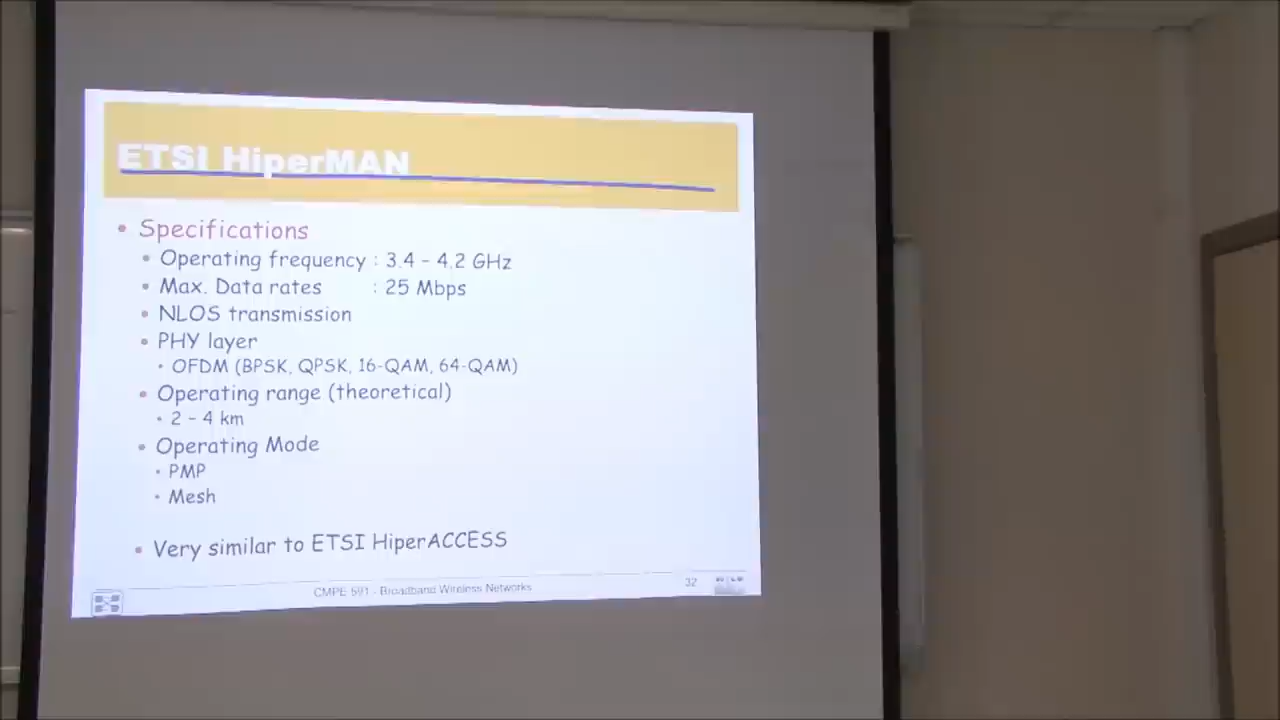 ETSI HiperMAN
• Specifications
• Operating frequency : 3.4 – 4.2 GHz
• Max. Data rates : 25 Mbps
• NLOS transmission
• PHY layer
• OFDM (BPSK, QPSK, 16-QAM, 64-QAM)
• Operating range (theoretical)
• 2 – 4 km
• Operating Mode
• PMP
• Mesh
• Very similar to ETSI HiperACCESS
CMPE 591 - Broadband Wireless Networks 32